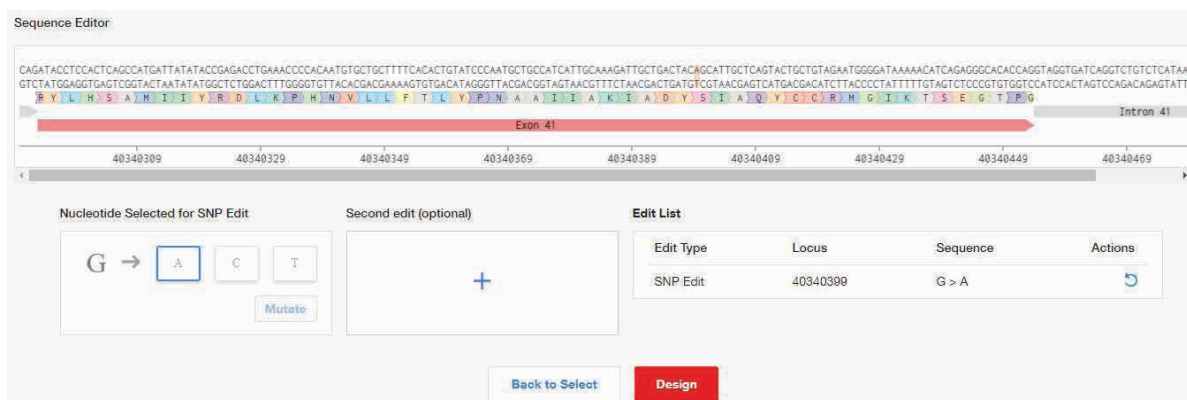 Sequence Editor
CAGATACCTCCACTCAGCCATGATTATATACCGAGACCTGAAACCCCACAATGTGCTGCTTTTCACACTGTATCCCAATGCTGCCATCATTGCAAAGATTGCTGACTACAGCATTGCTCAGTACTGCTGTAGAATGGGGATAAAAACATCAGAGGGCACACCAGGTAGGTGATCAGGTCTGTCTCATAA
GTCTATGGAGGTGAGTCGGTACTAATATATGGCTCTGGACTTTGGGGTGTTACACGACGAAAAGTGTGACATAGGGTTACGACGGTAGTAACGTTTCTAACGACTGATGTCGTAACGAGTCATGACGACATCTTACCCCTATTTTTGTAGTCTCCCGTGTGGTCCATCCACTAGTCCAGACAGAGTATT
R Y L H S A M I I Y R D L K P H N V L L F T L Y P N A A I I A K I A D Y S I A Q Y C C R M G I K T S E G T P G
Intron 41
Exon 41
40340309 40340329 40340349 40340369 40340389 40340409 40340429 40340449 40340469
Nucleotide Selected for SNP Edit
G → A C T
Mutate
Second edit (optional)
+
Edit List
Edit Type Locus Sequence Actions
SNP Edit 40340399 G > A
Back to Select
Design